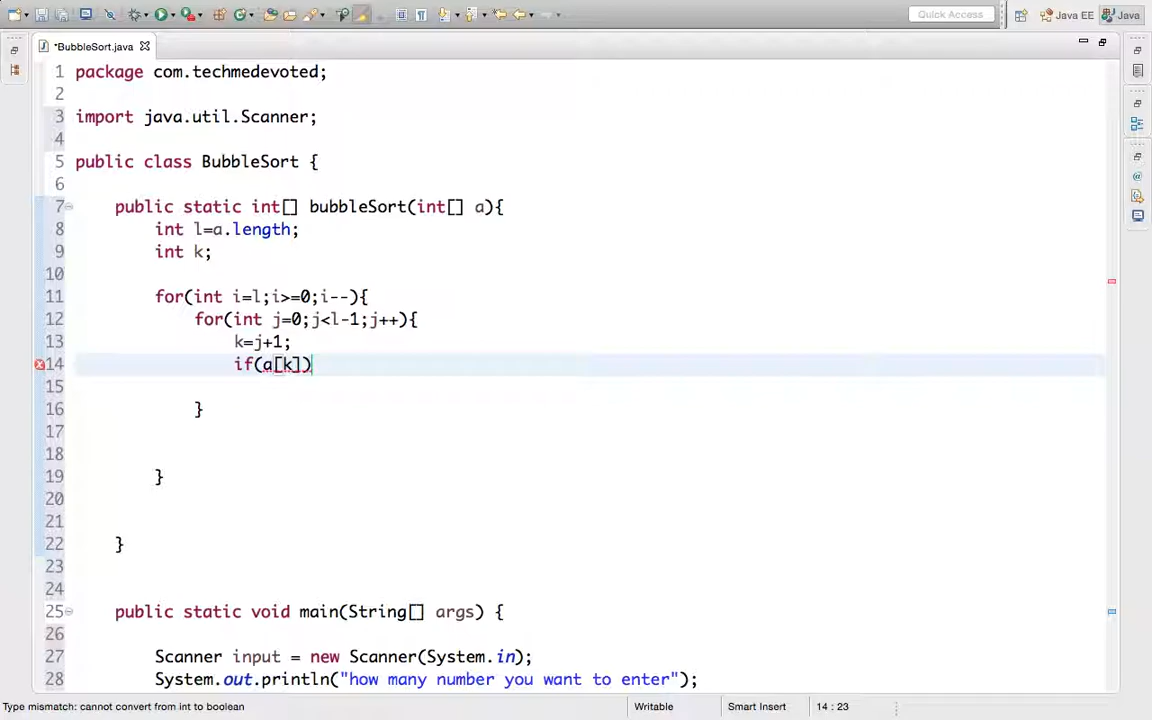 Quick Access
Java EE
Java
*BubbleSort.java
1 package com.techmedevoted;
2
3 import java.util.Scanner;
4
5 public class BubbleSort {
6
7 public static int[] bubbleSort(int[] a){
8 int l=a.length;
9 int k;
10
11 for(int i=l;i>=0;i--){
12 for(int j=0;j<l-1;j++){
13 k=j+1;
14 if(a[k])
15
16 }
17
18
19 }
20
21
22 }
23
24
25 public static void main(String[] args) {
26
27 Scanner input = new Scanner(System.in);
28 System.out.println("how many number you want to enter");
Type mismatch: cannot convert from int to boolean
Writable
Smart Insert
14 : 23